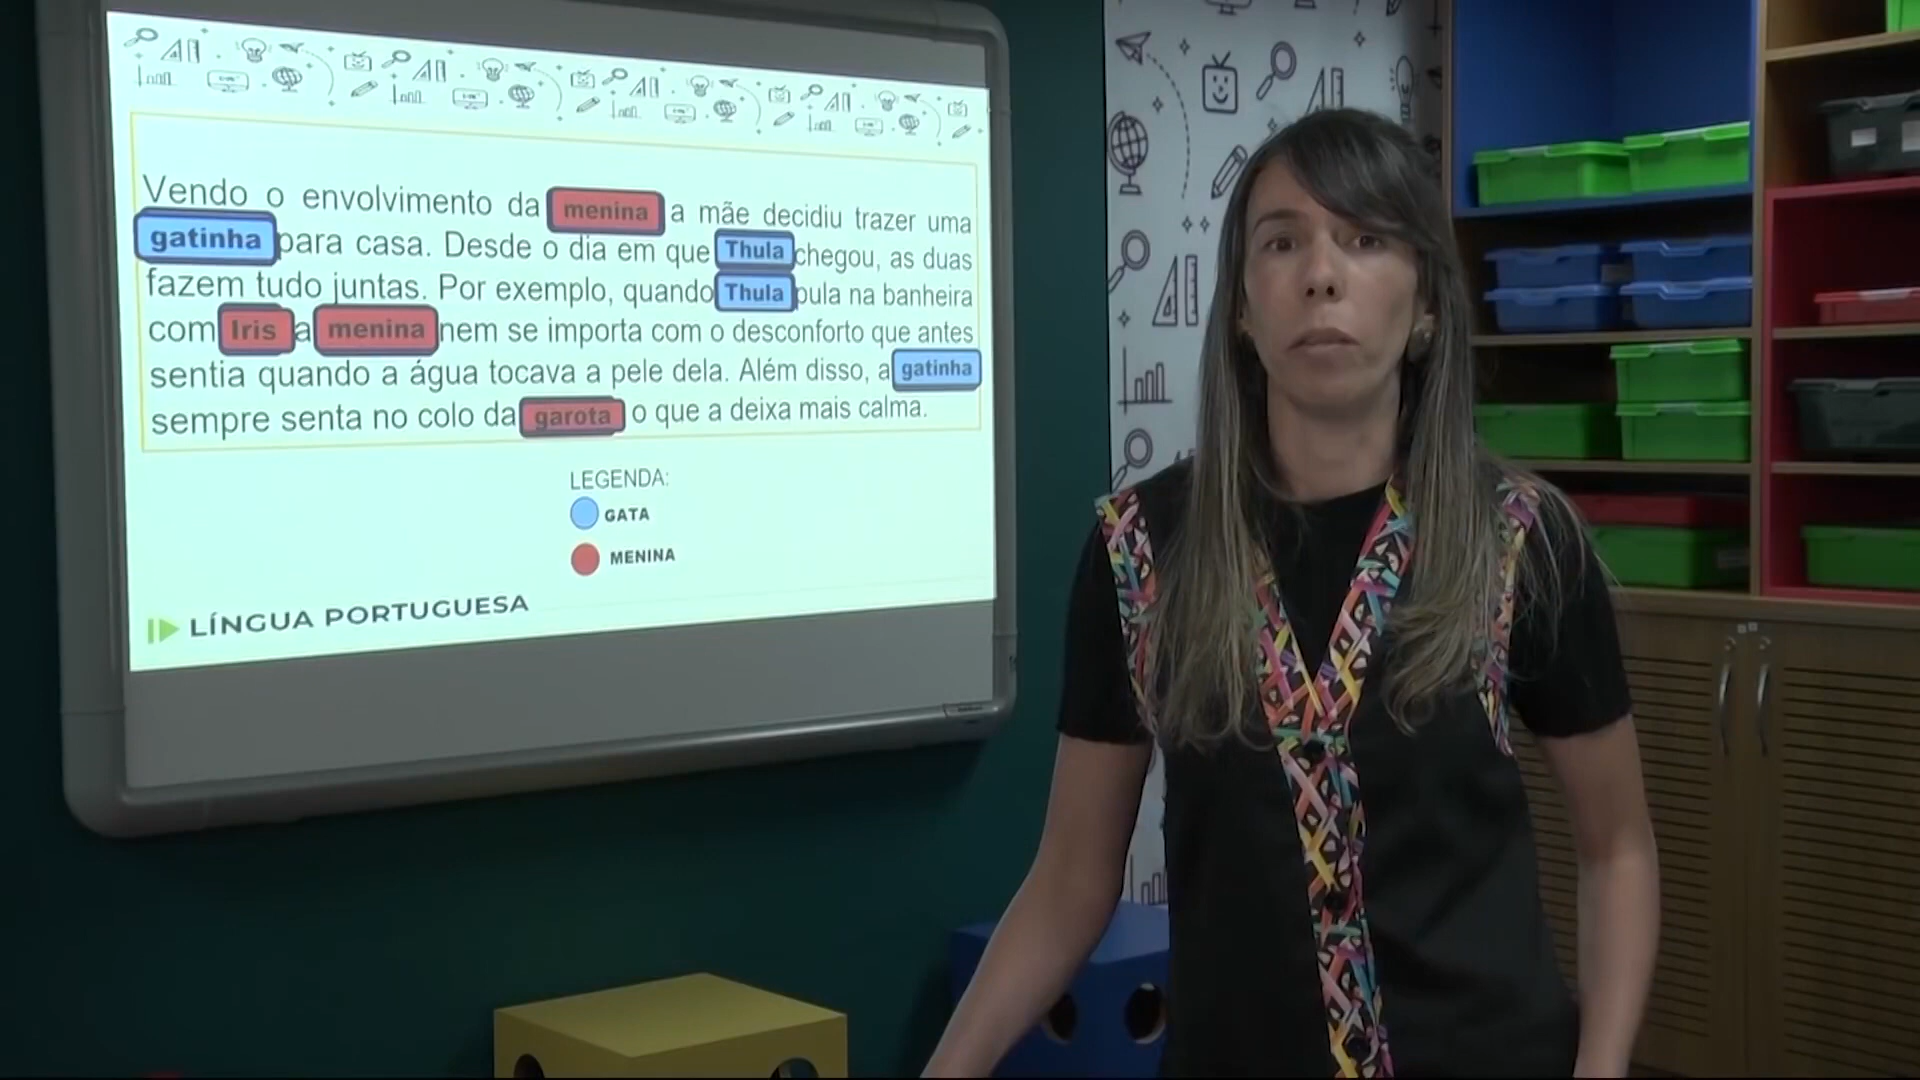 Vendo o envolvimento da menina a mãe decidiu trazer uma
gatinha para casa. Desde o dia em que Thula chegou, as duas
fazem tudo juntas. Por exemplo, quando Thula pula na banheira
com Iris a menina nem se importa com o desconforto que antes
sentia quando a água tocava a pele dela. Além disso, a gatinha
sempre senta no colo da garota o que a deixa mais calma.
LEGENDA:
GATA
MENINA
LÍNGUA PORTUGUESA